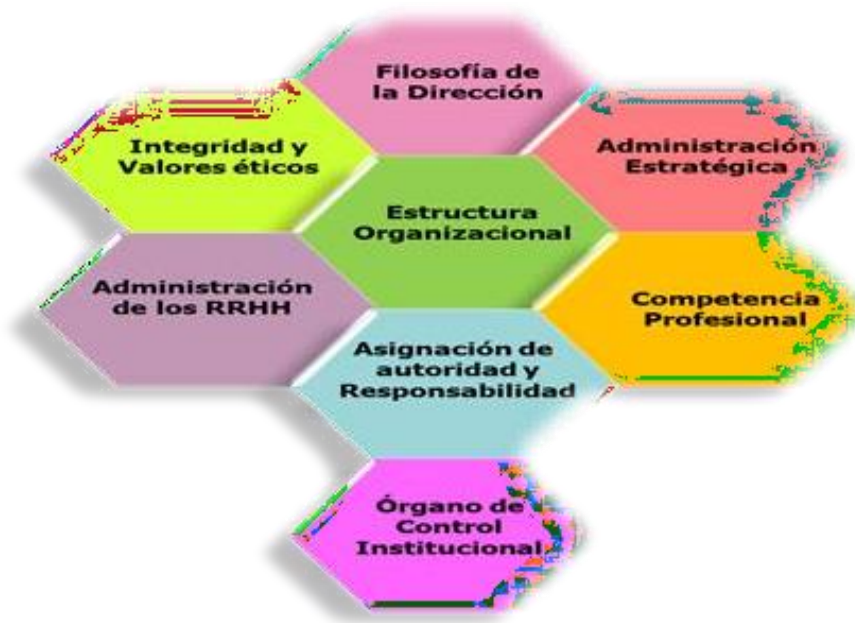 Filosofía de
la Dirección
Integridad y
Valores éticos
Administración
Estratégica
Estructura
Organizacional
Administración
de los RRHH
Competencia
Profesional
Asignación de
autoridad y
Responsabilidad
Órgano de
Control
Institucional